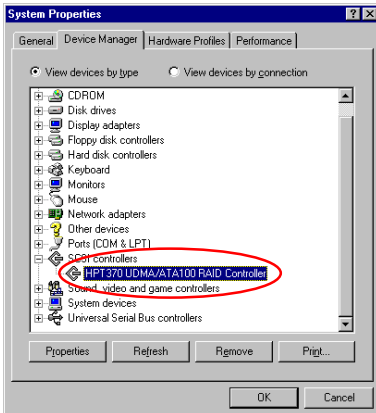 System Properties
General Device Manager Hardware Profiles Performance
View devices by type View devices by connection
CDROM
Disk drives
Display adapters
Floppy disk controllers
Hard disk controllers
Keyboard
Monitors
Mouse
Network adapters
Other devices
Ports (COM & LPT)
SCSI controllers
HPT370 UDMA/ATA100 RAID Controller
Sound, video and game controllers
System devices
Universal Serial Bus controllers
Properties Refresh Remove Print...
OK Cancel